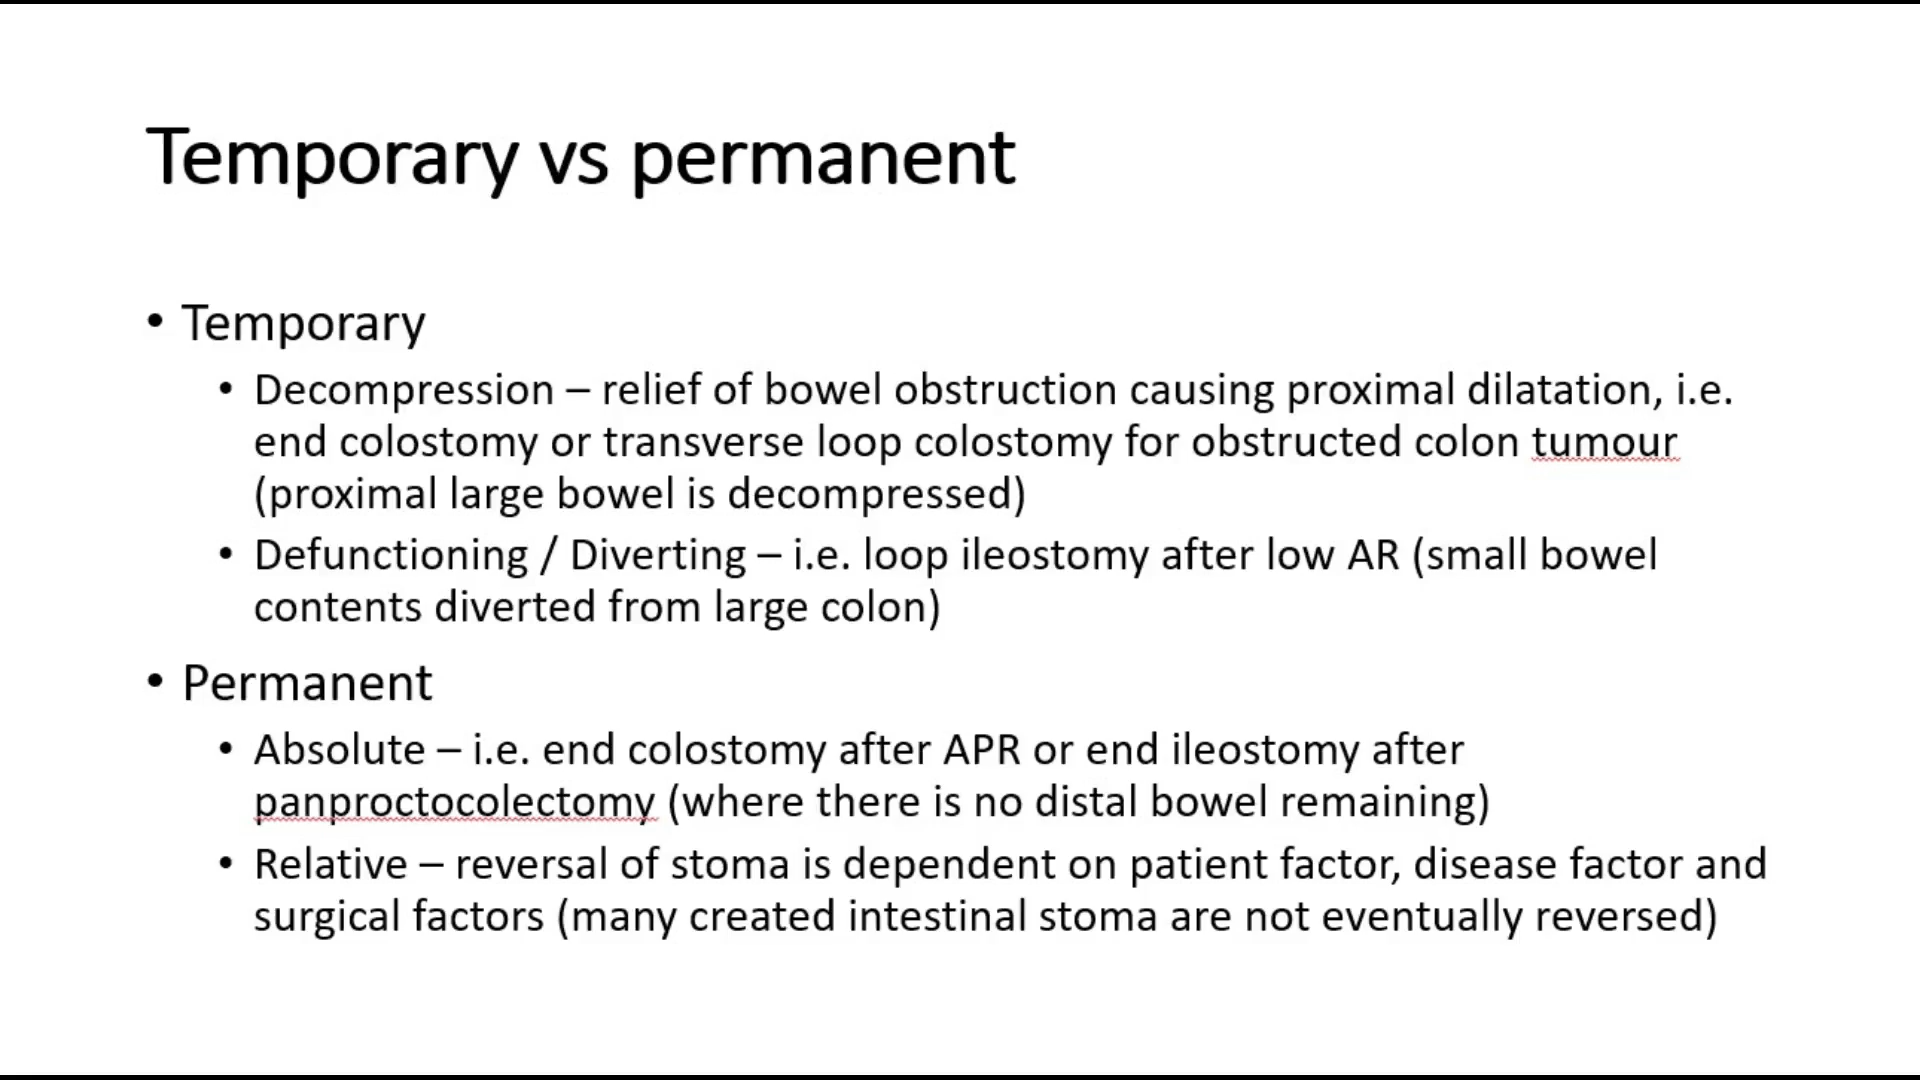 Temporary vs permanent
• Temporary
• Decompression – relief of bowel obstruction causing proximal dilatation, i.e.
end colostomy or transverse loop colostomy for obstructed colon tumour
(proximal large bowel is decompressed)
• Defunctioning / Diverting – i.e. loop ileostomy after low AR (small bowel
contents diverted from large colon)
• Permanent
• Absolute – i.e. end colostomy after APR or end ileostomy after
panproctocolectomy (where there is no distal bowel remaining)
• Relative – reversal of stoma is dependent on patient factor, disease factor and
surgical factors (many created intestinal stoma are not eventually reversed)